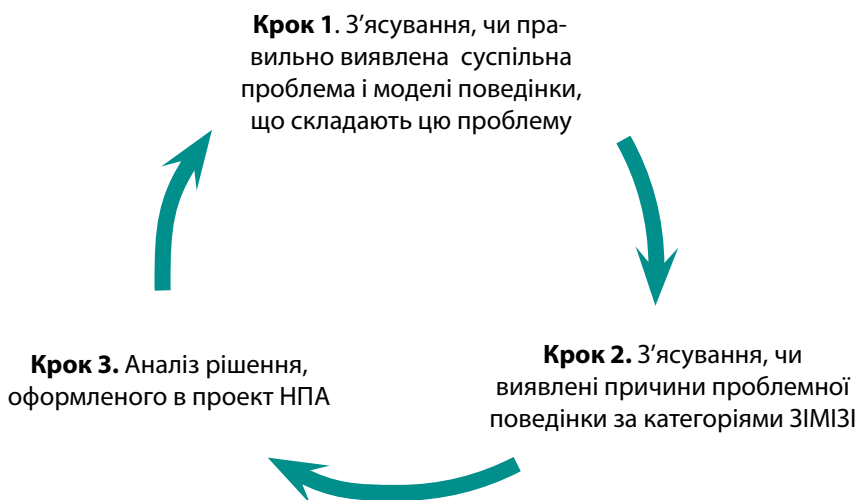 Крок 1. З’ясування, чи пра-
вильно виявлена суспільна
проблема і моделі поведінки,
що складають цю проблему
Крок 2. З’ясування, чи
виявлені причини проблемної
поведінки за категоріями ЗІМІЗІ
Крок 3. Аналіз рішення,
оформленого в проект НПА